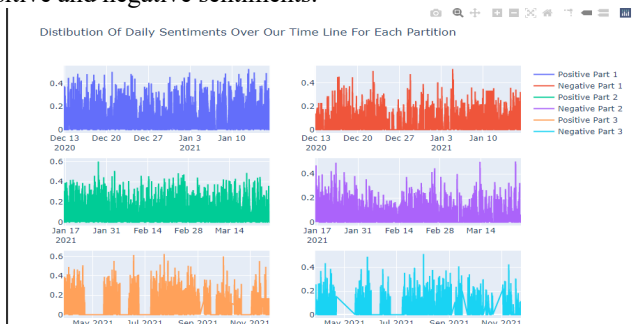 sitive and negative sentiments.
Distibution Of Daily Sentiments Over Our Time Line For Each Partition
0.4
0.2
0
Dec 13 Dec 20 Dec 27 Jan 3 Jan 10
2020 2021
0.4
0.2
0
Dec 13 Dec 20 Dec 27 Jan 3 Jan 10
2020 2021
Positive Part 1
Negative Part 1
Positive Part 2
Negative Part 2
Positive Part 3
Negative Part 3
0.6
0.4
0.2
0
Jan 17 Jan 31 Feb 14 Feb 28 Mar 14
2021
0.4
0.2
0
Jan 17 Jan 31 Feb 14 Feb 28 Mar 14
2021
0.6
0.4
0.2
0
May 2021 Jul 2021 Sep 2021 Nov 2021
0.4
0.2
0
May 2021 Jul 2021 Sep 2021 Nov 2021